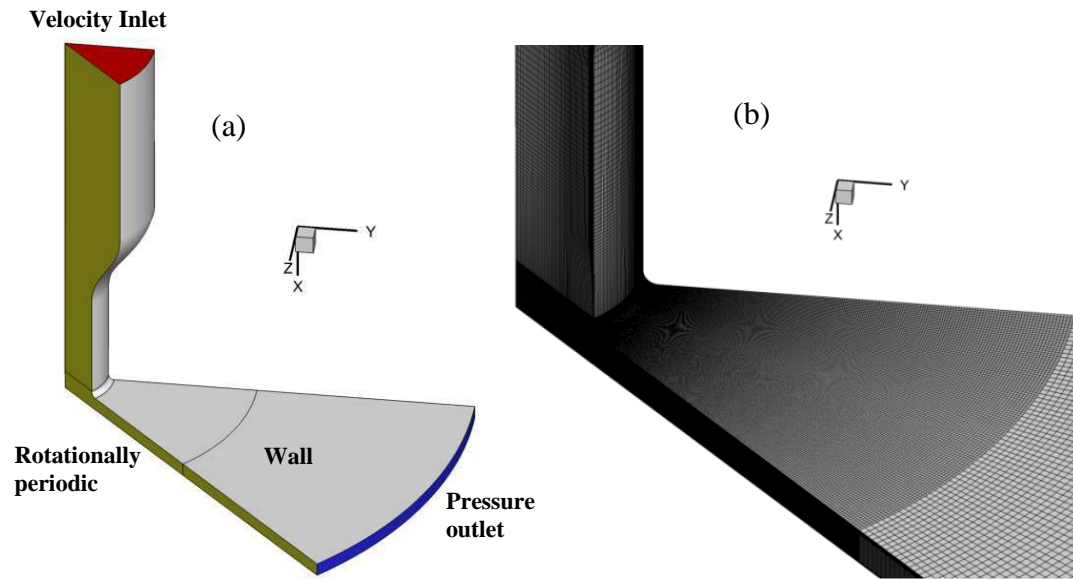 Velocity Inlet
(a)
Y
Z
X
Rotationally
periodic
Wall
Pressure
outlet
(b)
Y
Z
X